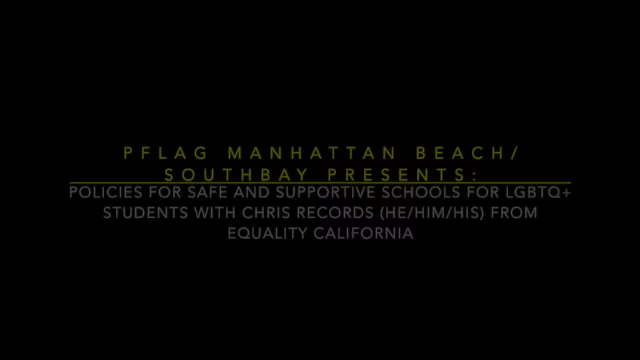 PFLAG MANHATTAN BEACH/
SOUTHBAY PRESENTS:
POLICIES FOR SAFE AND SUPPORTIVE SCHOOLS FOR LGBTQ+
STUDENTS WITH CHRIS RECORDS (HE/HIM/HIS) FROM
EQUALITY CALIFORNIA